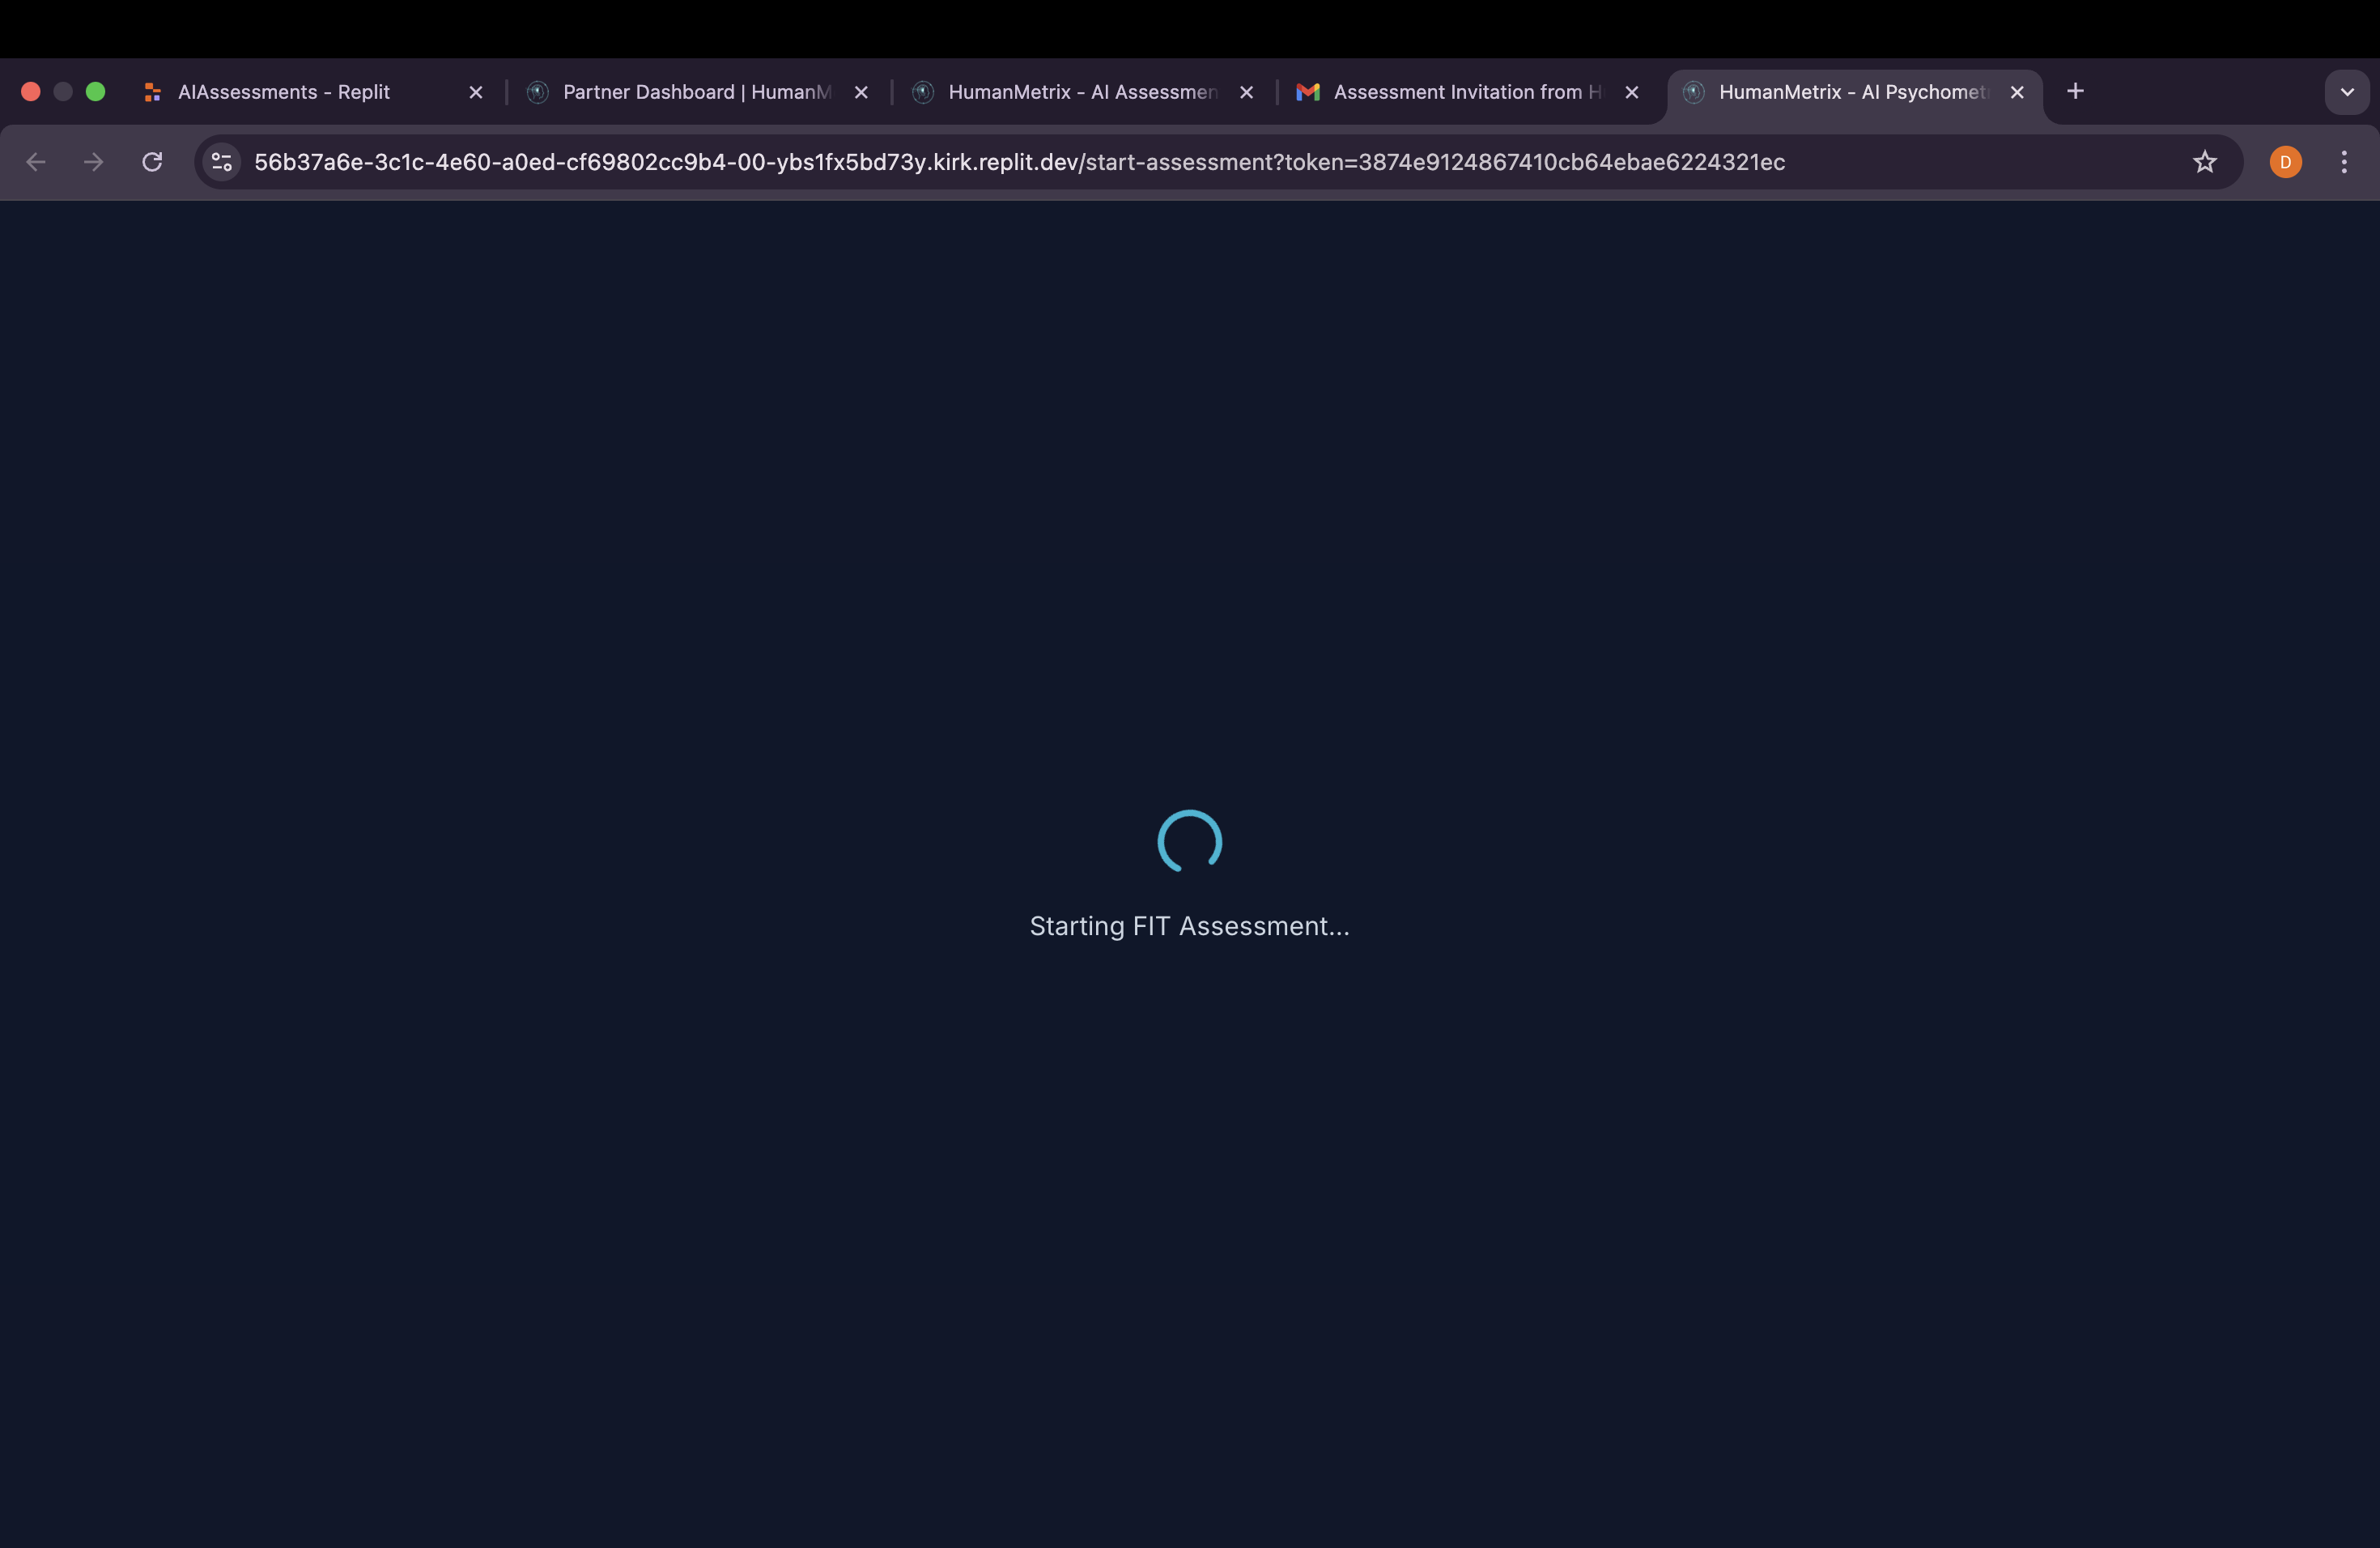 AIAssessments - Replit
Partner Dashboard | HumanM
HumanMetrix - AI Assessmen
Assessment Invitation from H
HumanMetrix - AI Psychomet
56b37a6e-3c1c-4e60-a0ed-cf69802cc9b4-00-ybs1fx5bd73y.kirk.replit.dev/start-assessment?token=3874e9124867410cb64ebae6224321ec
D
Starting FIT Assessment...